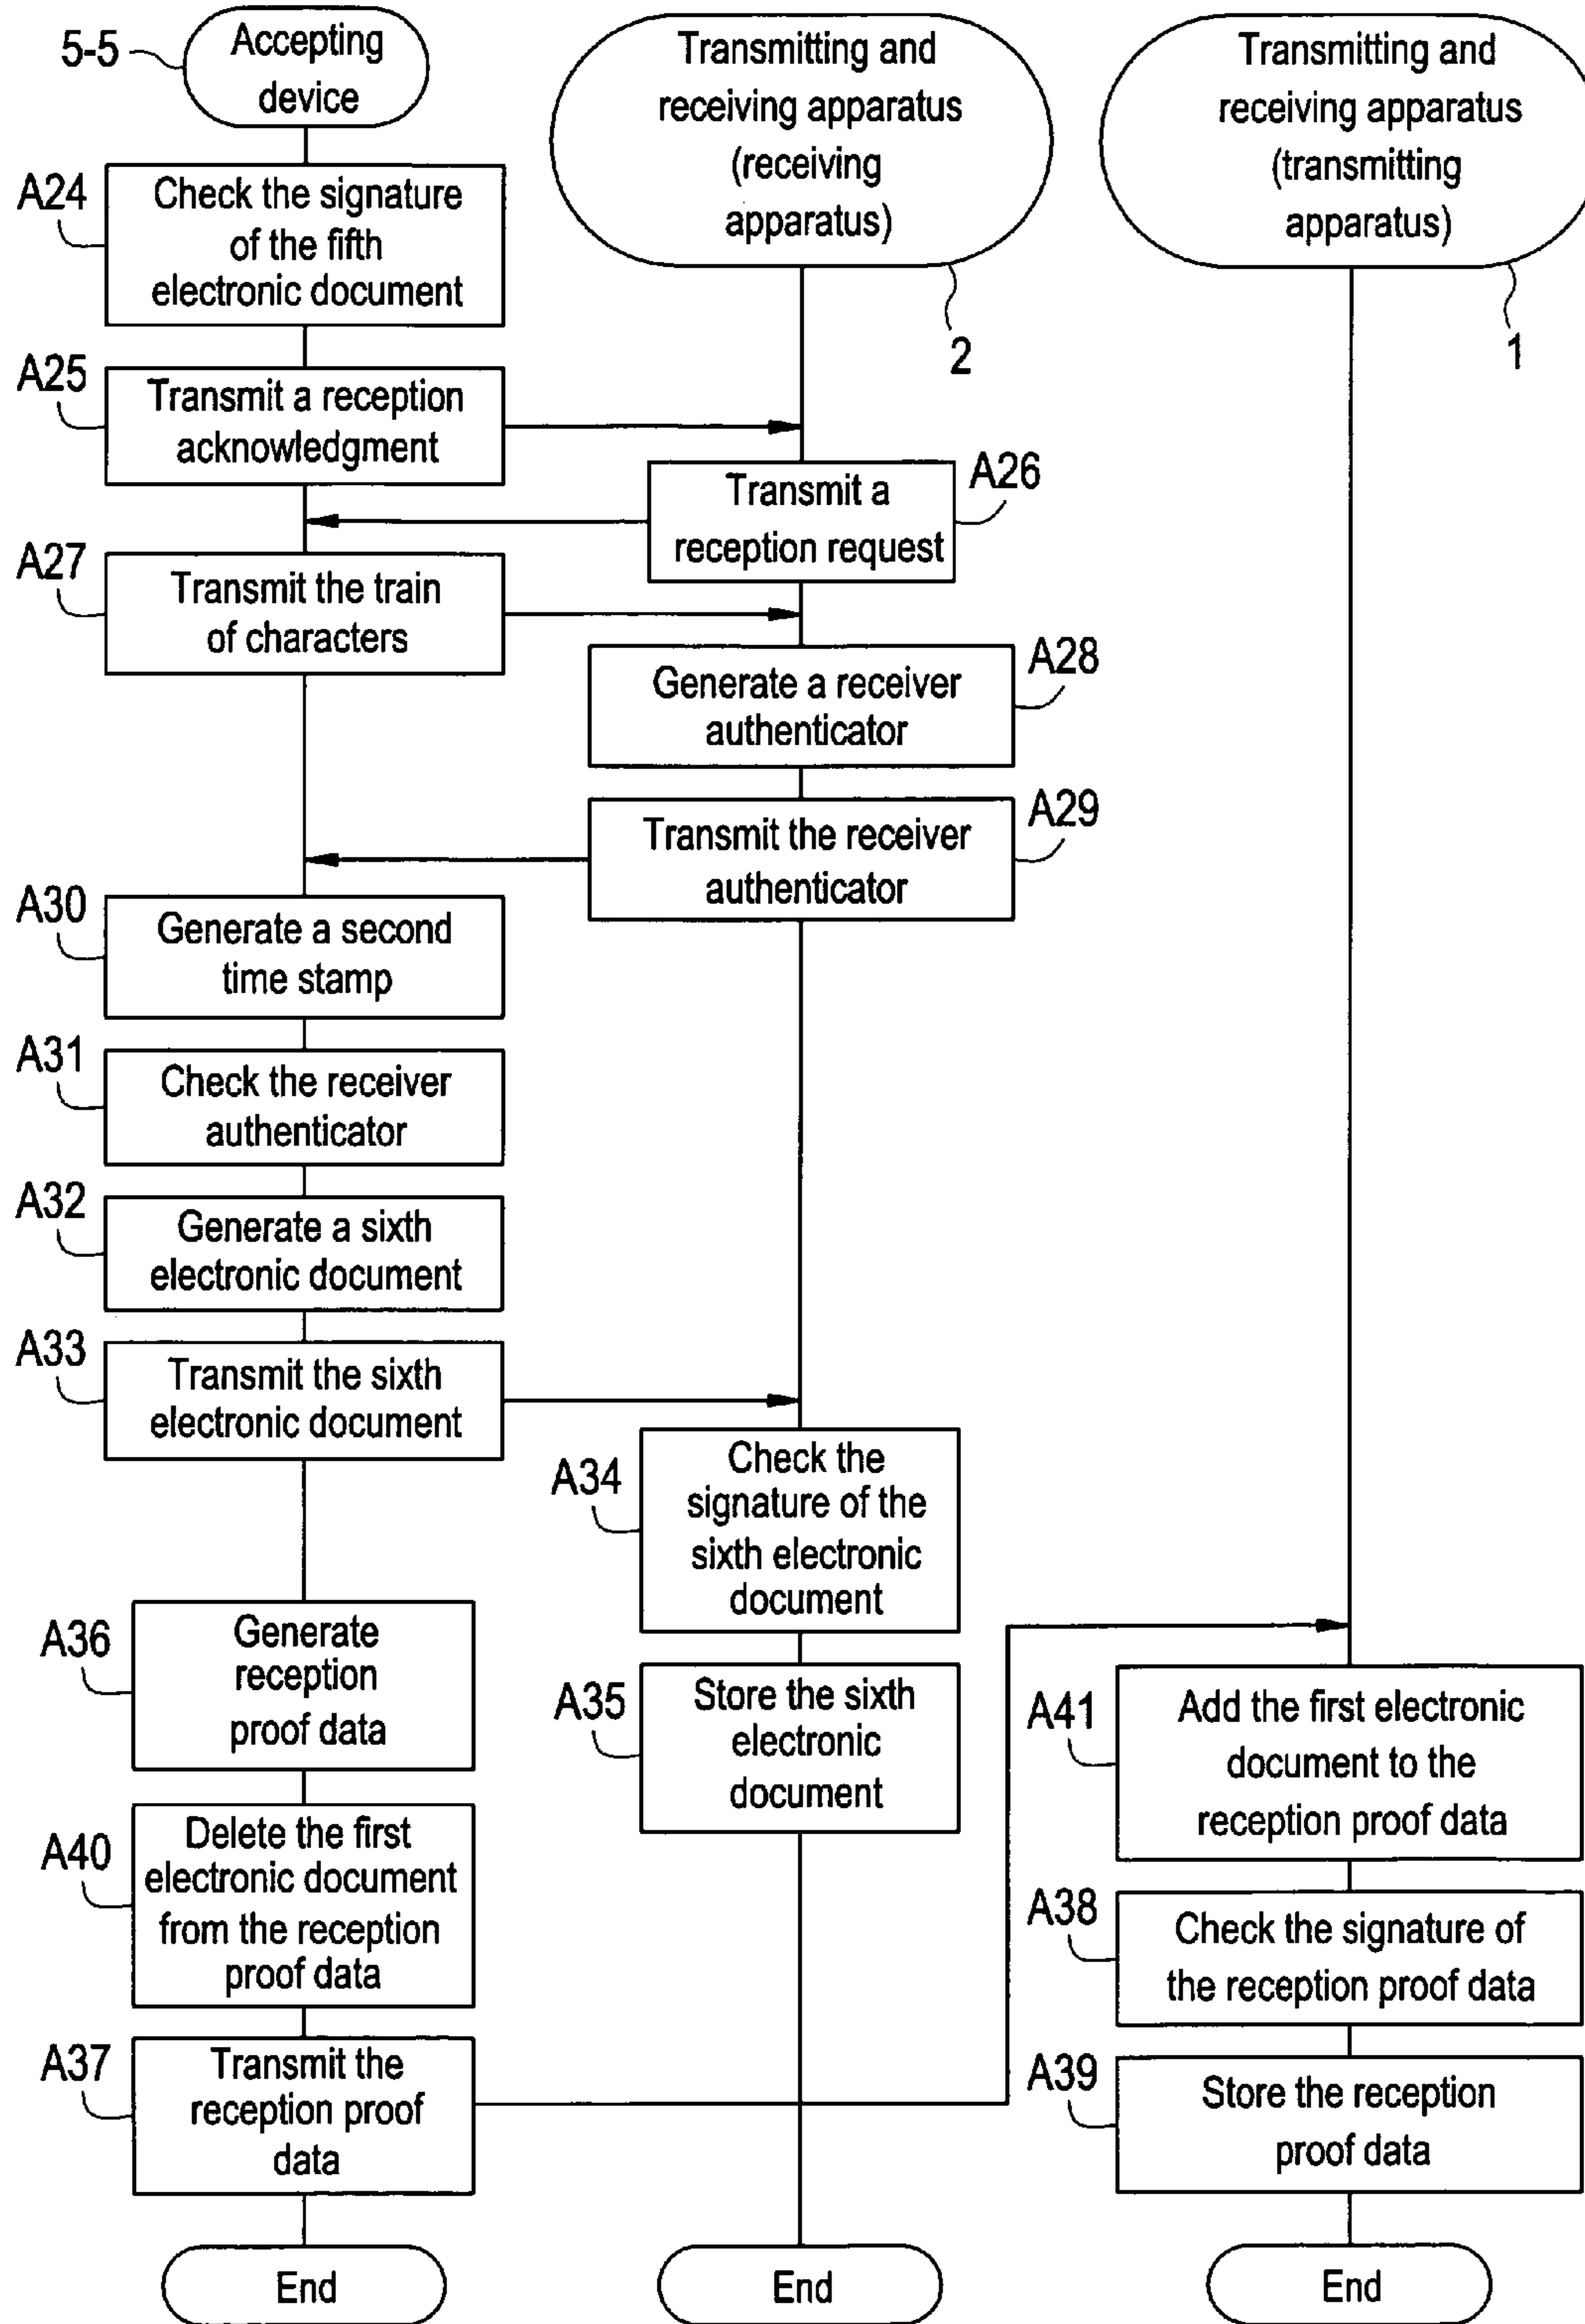 5-5
Accepting
device
Transmitting and
receiving apparatus
(receiving
apparatus)
2
Transmitting and
receiving apparatus
(transmitting
apparatus)
1
A24
Check the signature
of the fifth
electronic document
A25
Transmit a reception
acknowledgment
A26
Transmit a
reception request
A27
Transmit the train
of characters
A28
Generate a receiver
authenticator
A29
Transmit the receiver
authenticator
A30
Generate a second
time stamp
A31
Check the receiver
authenticator
A32
Generate a sixth
electronic document
A33
Transmit the sixth
electronic document
A34
Check the
signature of the
sixth electronic
document
A35
Store the sixth
electronic
document
A36
Generate
reception
proof data
A40
Delete the first
electronic document
from the reception
proof data
A37
Transmit the
reception proof
data
A41
Add the first electronic
document to the
reception proof data
A38
Check the signature of
the reception proof data
A39
Store the reception
proof data
End
End
End